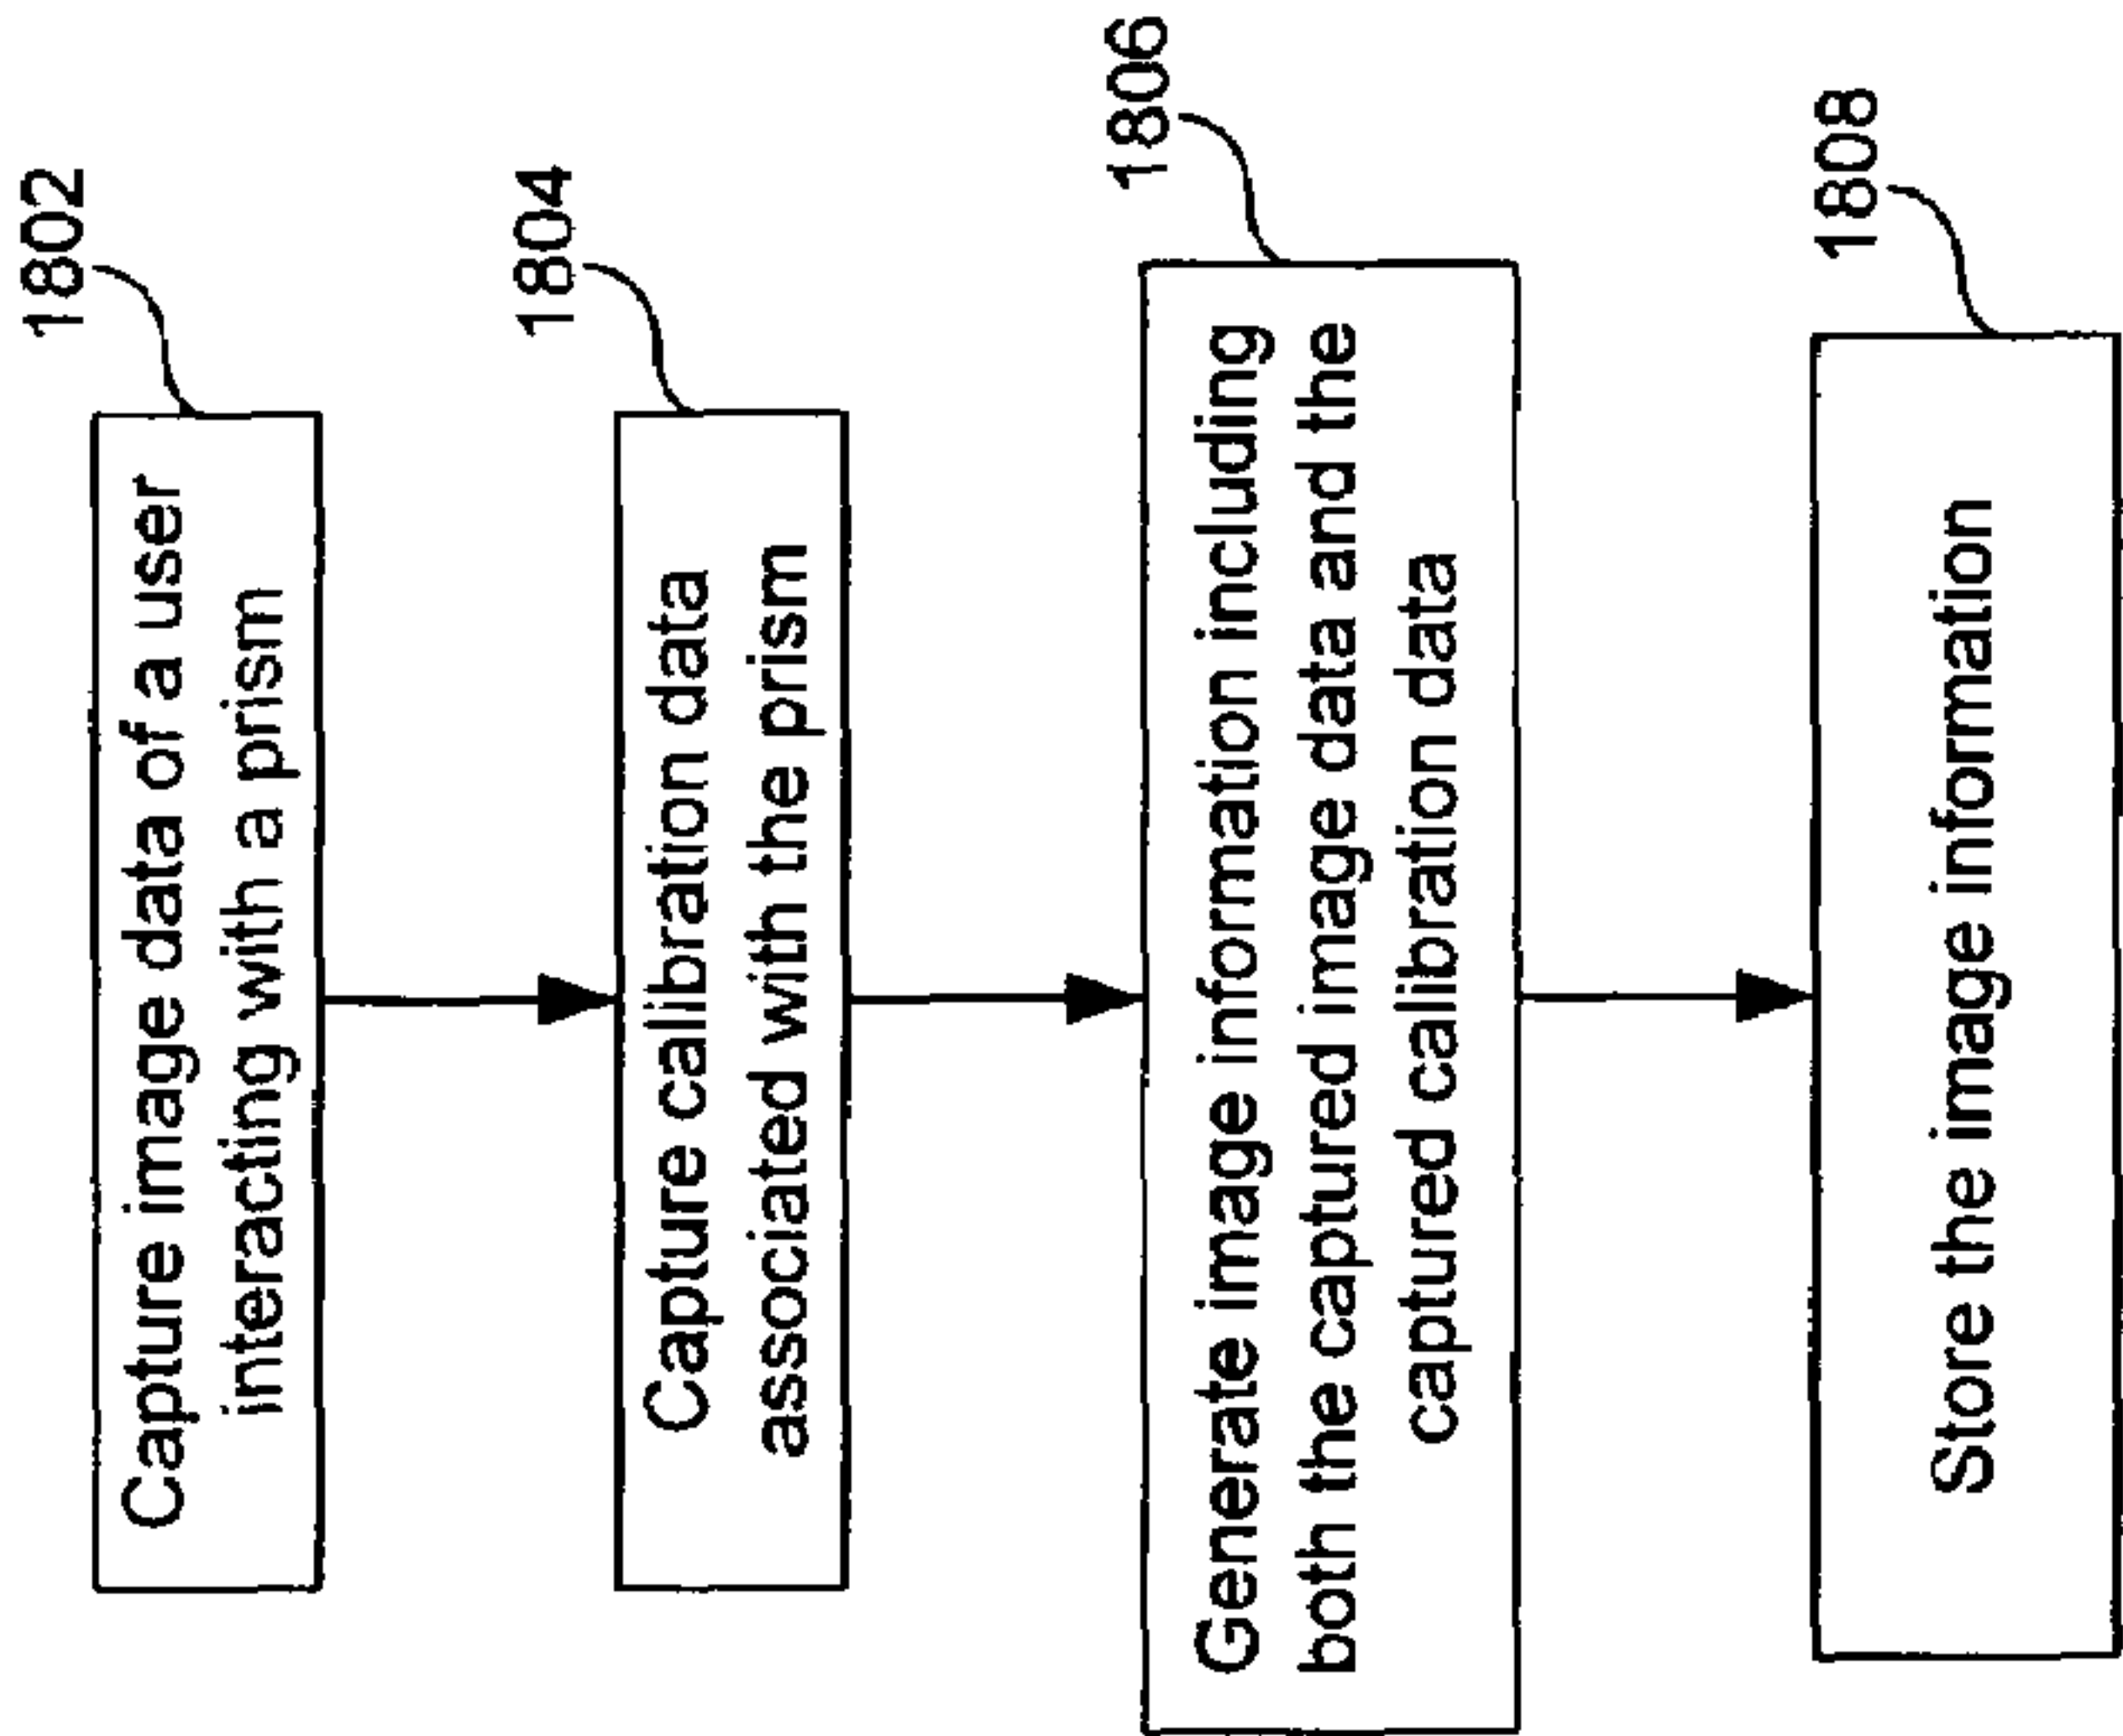 1802
Capture image data of a user
interacting with a prism
1804
Capture calibration data
associated with the prism
1806
Generate image information including
both the captured image data and the
captured calibration data
1808
Store the image information